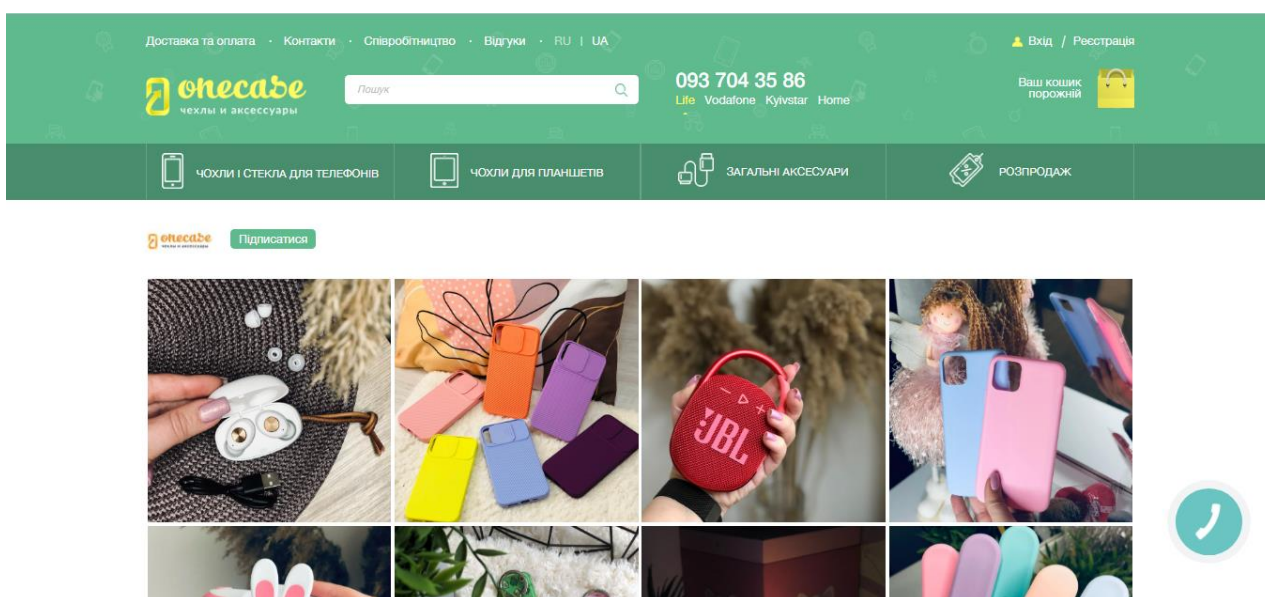 Доставка та оплата · Контакти · Співробітництво · Відгуки · RU | UA
Вхід / Реєстрація
onecase
чехлы и аксессуары
Пошук
093 704 35 86
Life Vodafone Kyivstar Home
Ваш кошик
порожній
ЧОХЛИ І СТЕКЛА ДЛЯ ТЕЛЕФОНІВ
ЧОХЛИ ДЛЯ ПЛАНШЕТІВ
ЗАГАЛЬНІ АКСЕСУАРИ
РОЗПРОДАЖ
onecase
чехлы и аксессуары
Підписатися
JBL